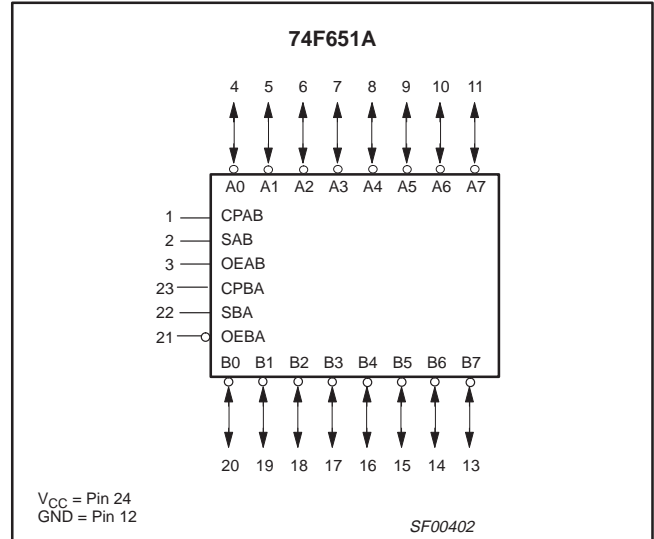 74F651A
4 5 6 7 8 9 10 11
A0 A1 A2 A3 A4 A5 A6 A7
1 CPAB
2 SAB
3 OEAB
23 CPBA
22 SBA
21 OEBA
B0 B1 B2 B3 B4 B5 B6 B7
20 19 18 17 16 15 14 13
VCC = Pin 24
GND = Pin 12
SF00402